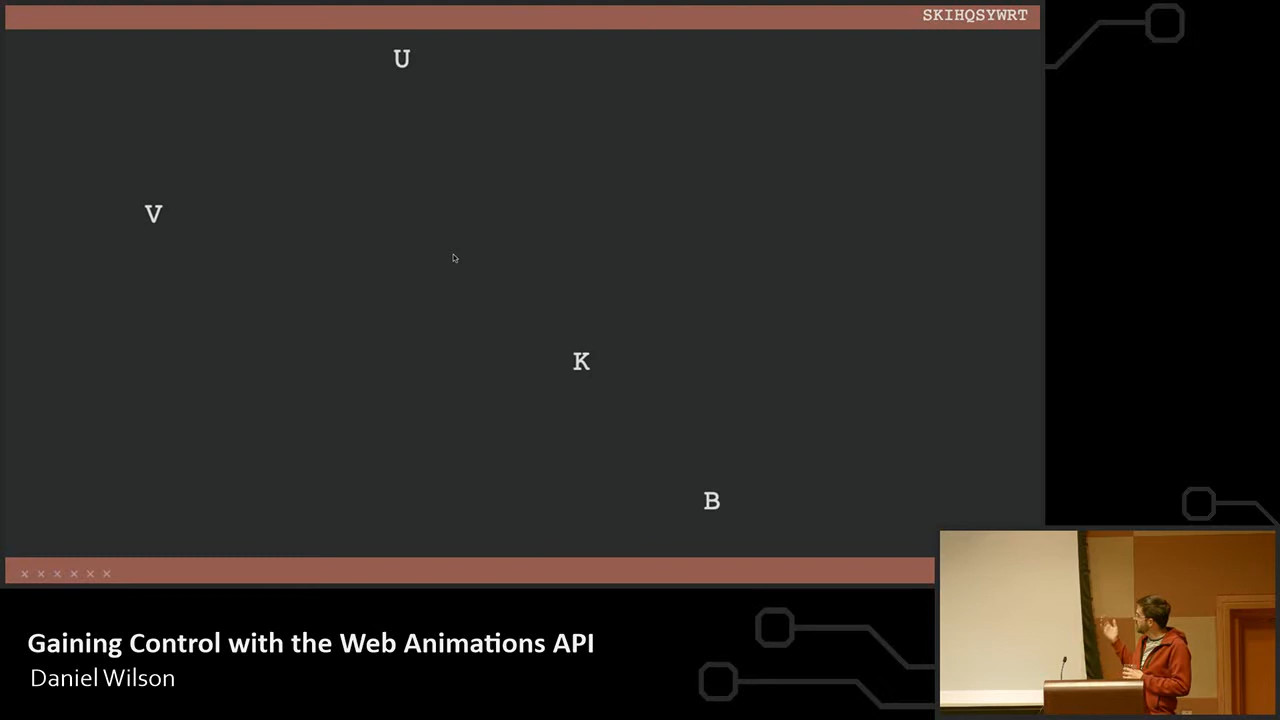 SKIHQSYWRT
U
V
K
B
× × × × × ×
Gaining Control with the Web Animations API
Daniel Wilson